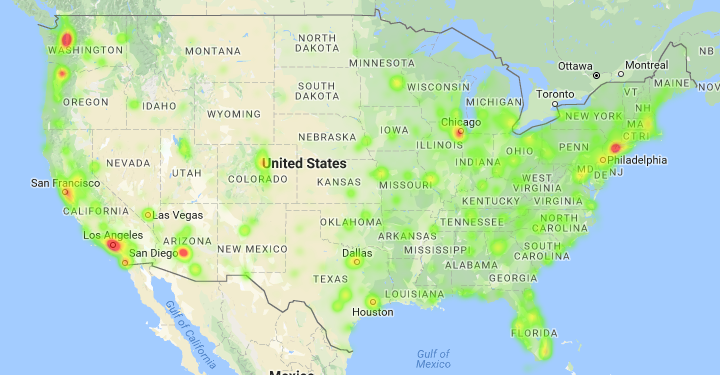 WASHINGTON
MONTANA
NORTH
DAKOTA
MINNESOTA
Ottawa
Montreal
NB
MAINE
NOV
OREGON
IDAHO
WYOMING
SOUTH
DAKOTA
WISCONSIN
MICHIGAN
Toronto
VT
NH
NEW YORK
MA
CT RI
NEVADA
UTAH
COLORADO
United States
NEBRASKA
KANSAS
IOWA
Chicago
ILLINOIS
INDIANA
OHIO
PENN
Philadelphia
MD
DE
NJ
San Francisco
CALIFORNIA
Las Vegas
MISSOURI
WEST
VIRGINIA
KENTUCKY
VIRGINIA
Los Angeles
San Diego
ARIZONA
NEW MEXICO
OKLAHOMA
ARKANSAS
TENNESSEE
NORTH
CAROLINA
Dallas
MISSISSIPPI
ALABAMA
SOUTH
CAROLINA
GEORGIA
TEXAS
LOUISIANA
Houston
FLORIDA
Gulf of
California
Gulf of
Mexico
Mexico